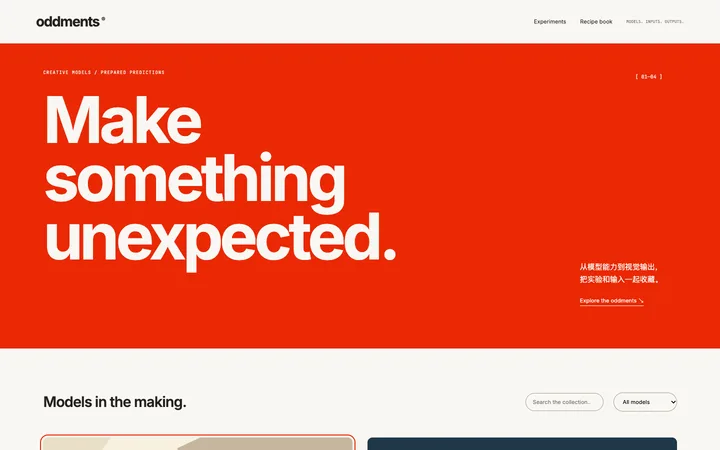 oddments®
Experiments
Recipe book
MODELS. INPUTS. OUTPUTS.
CREATIVE MODELS / PREPARED PREDICTIONS
[ 01—04 ]
Make
something
unexpected.
从模型能力到视觉输出,
把实验和输入一起收藏。
Explore the oddments ↘
Models in the making.
Search the collection..
All models